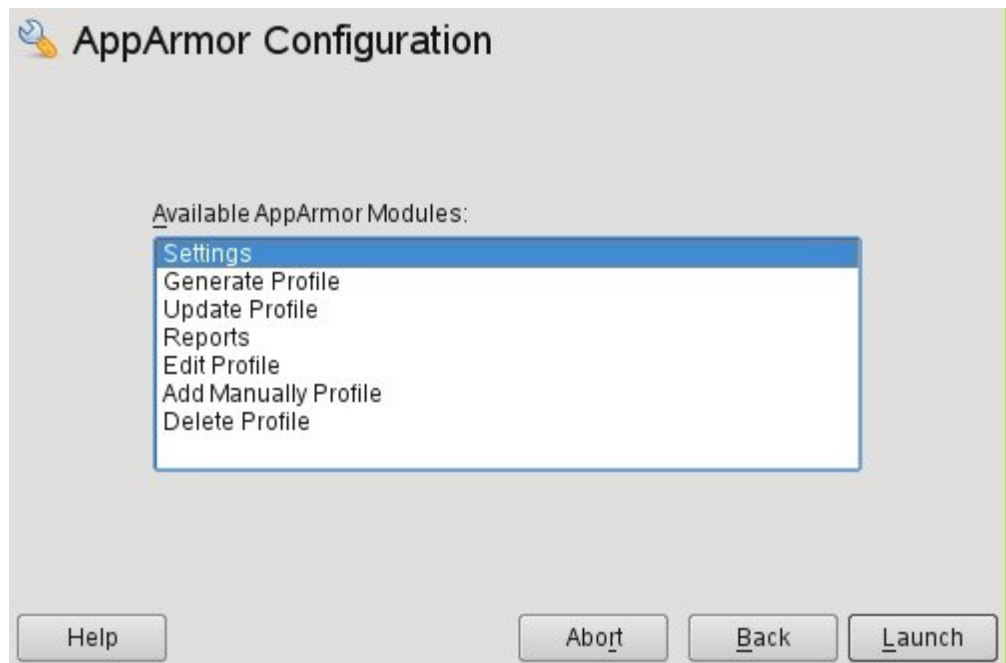 AppArmor Configuration
Available AppArmor Modules:
Settings
Generate Profile
Update Profile
Reports
Edit Profile
Add Manually Profile
Delete Profile
Help
Abort
Back
Launch